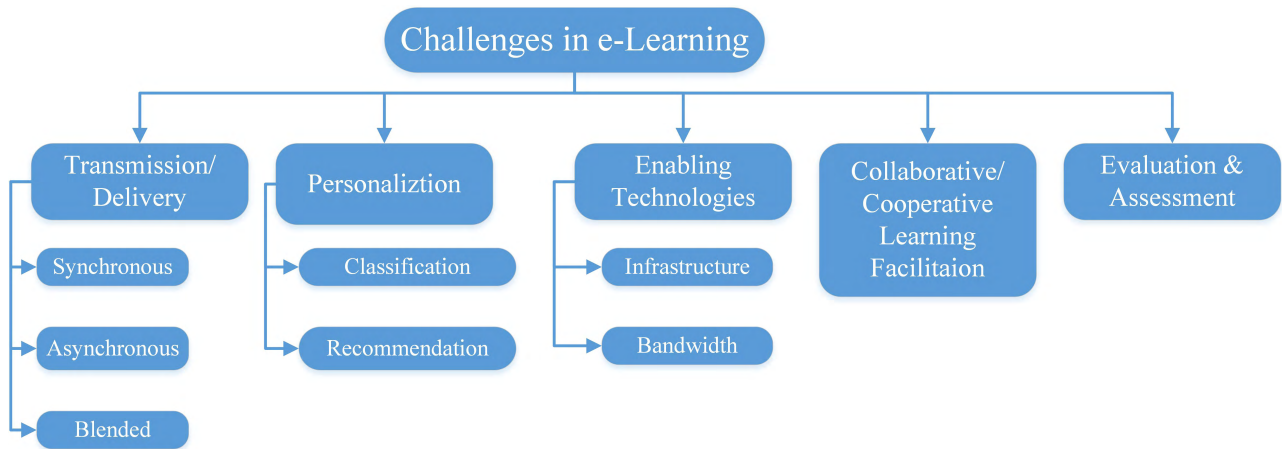 Challenges in e-Learning
Transmission/
Delivery
Synchronous
Asynchronous
Blended
Personaliztion
Classification
Recommendation
Enabling
Technologies
Infrastructure
Bandwidth
Collaborative/
Cooperative
Learning
Facilitaion
Evaluation &
Assessment